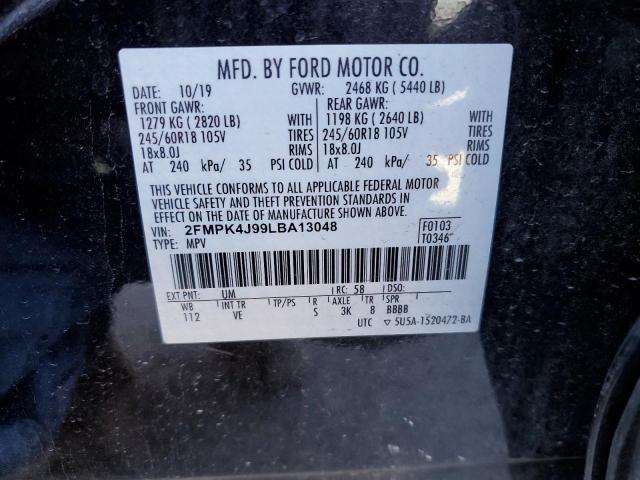 MFD. BY FORD MOTOR CO.
DATE: 10/19 GVWR: 2468 KG ( 5440 LB)
FRONT GAWR: REAR GAWR:
1279 KG ( 2820 LB) WITH 1198 KG ( 2640 LB) WITH
245/60R18 105V TIRES 245/60R18 105V TIRES
18x8.0J RIMS 18x8.0J RIMS
AT 240 kPa/ 35 PSI COLD AT 240 kPa/ 35 PSI COLD
THIS VEHICLE CONFORMS TO ALL APPLICABLE FEDERAL MOTOR
VEHICLE SAFETY AND THEFT PREVENTION STANDARDS IN
EFFECT ON THE DATE OF MANUFACTURE SHOWN ABOVE.
VIN: 2FMPK4J99LBA13048 F0103
TYPE: MPV T0346
EXT PNT: UM RC: 58 DSO:
WB INT TR TP/PS R AXLE TR SPR
112 VE S 3K 8 BBBB
UTC ▽ 5U5A-1520472-BA